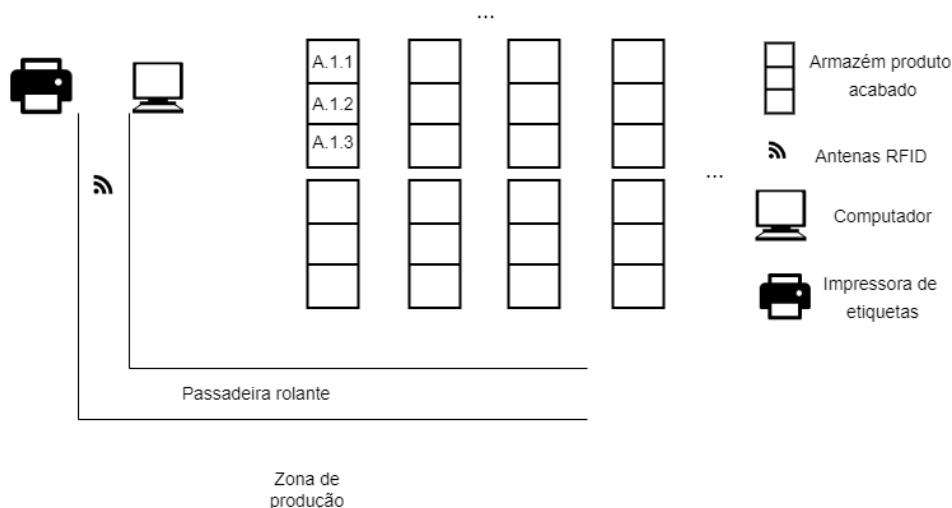 ...
A.1.1
A.1.2
A.1.3
...
Armazém produto
acabado
Antenas RFID
Computador
Impressora de
etiquetas
Passadeira rolante
Zona de
produção